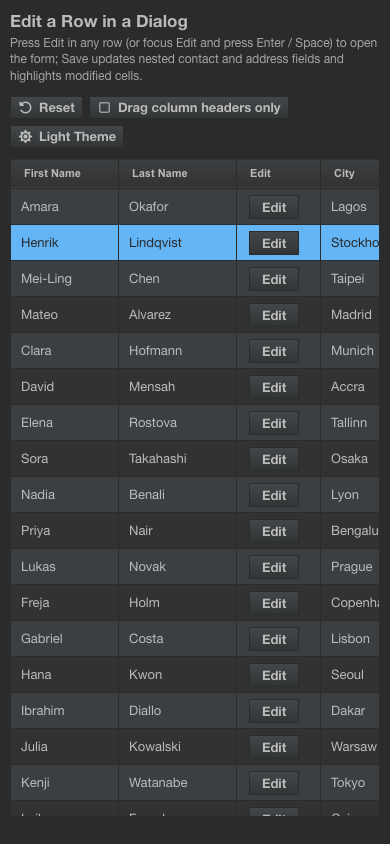 Edit a Row in a Dialog
Press Edit in any row (or focus Edit and press Enter / Space) to open
the form; Save updates nested contact and address fields and
highlights modified cells.
Reset Drag column headers only
Light Theme
First Name Last Name Edit City
Amara Okafor Edit Lagos
Henrik Lindqvist Edit Stockho
Mei-Ling Chen Edit Taipei
Mateo Alvarez Edit Madrid
Clara Hofmann Edit Munich
David Mensah Edit Accra
Elena Rostova Edit Tallinn
Sora Takahashi Edit Osaka
Nadia Benali Edit Lyon
Priya Nair Edit Bengalu
Lukas Novak Edit Prague
Freja Holm Edit Copenha
Gabriel Costa Edit Lisbon
Hana Kwon Edit Seoul
Ibrahim Diallo Edit Dakar
Julia Kowalski Edit Warsaw
Kenji Watanabe Edit Tokyo